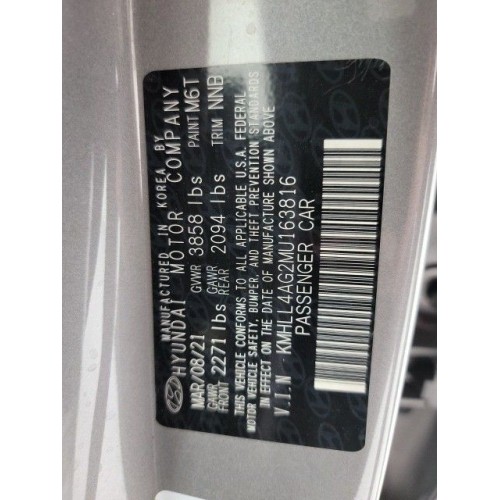 MANUFACTURED IN KOREA BY
HYUNDAI MOTOR COMPANY
MAR/08/21 GVWR 3858 lbs PAINT M6T
GAWR FRONT 2271 lbs GAWR REAR 2094 lbs TRIM NNB
THIS VEHICLE CONFORMS TO ALL APPLICABLE U.S.A. FEDERAL
MOTOR VEHICLE SAFETY, BUMPER, AND THEFT PREVENTION STANDARDS
IN EFFECT ON THE DATE OF MANUFACTURE SHOWN ABOVE
V.I.N KMHLL4AG2MU163816
PASSENGER CAR